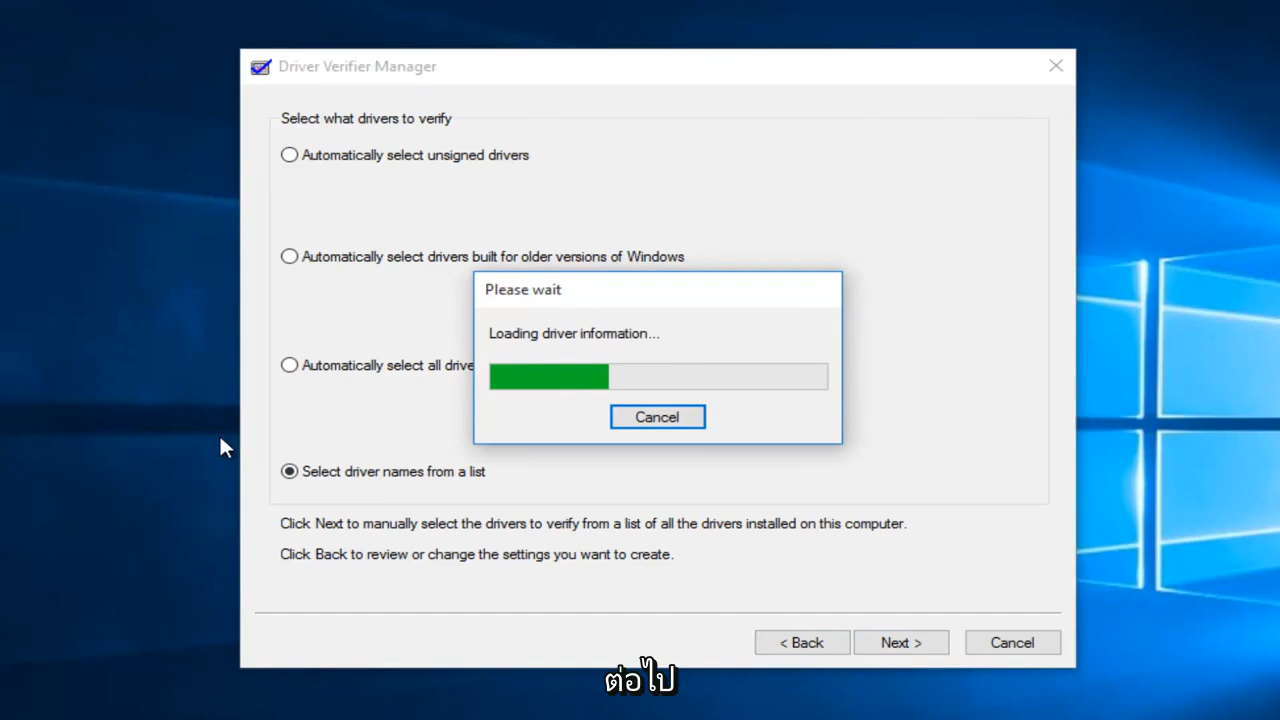 Driver Verifier Manager
Select what drivers to verify
Automatically select unsigned drivers
Automatically select drivers built for older versions of Windows
Please wait
Loading driver information...
Automatically select all drive
Cancel
Select driver names from a list
Click Next to manually select the drivers to verify from a list of all the drivers installed on this computer.
Click Back to review or change the settings you want to create.
< Back Next > Cancel
ต่อไป